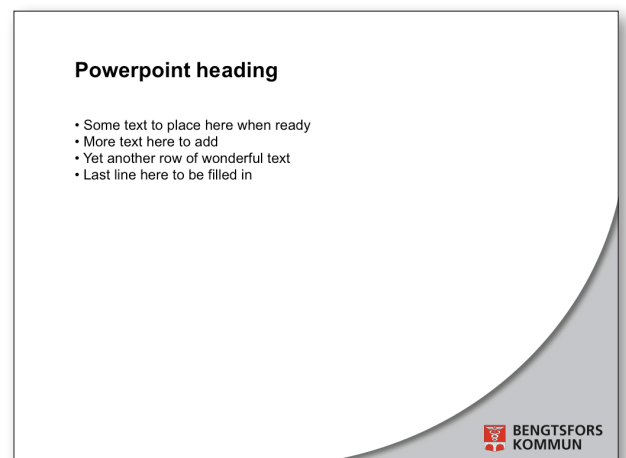 Powerpoint heading
• Some text to place here when ready
• More text here to add
• Yet another row of wonderful text
• Last line here to be filled in
BENGTSFORS
KOMMUN